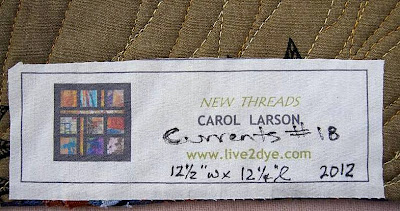 NEW THREADS
CAROL LARSON
Currents #18
www.live2dye.com
12½"w x 12¼"l 2012